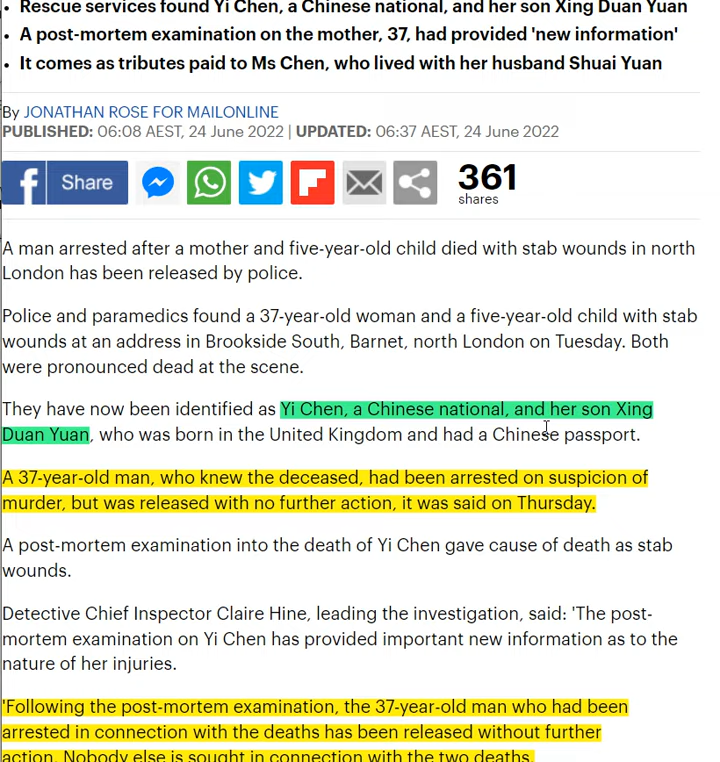 • Rescue services found Yi Chen, a Chinese national, and her son Xing Duan Yuan
• A post-mortem examination on the mother, 37, had provided 'new information'
• It comes as tributes paid to Ms Chen, who lived with her husband Shuai Yuan
By JONATHAN ROSE FOR MAILONLINE
PUBLISHED: 06:08 AEST, 24 June 2022 | UPDATED: 06:37 AEST, 24 June 2022
f Share
361
shares
A man arrested after a mother and five-year-old child died with stab wounds in north
London has been released by police.
Police and paramedics found a 37-year-old woman and a five-year-old child with stab
wounds at an address in Brookside South, Barnet, north London on Tuesday. Both
were pronounced dead at the scene.
They have now been identified as Yi Chen, a Chinese national, and her son Xing
Duan Yuan, who was born in the United Kingdom and had a Chinese passport.
A 37-year-old man, who knew the deceased, had been arrested on suspicion of
murder, but was released with no further action, it was said on Thursday.
A post-mortem examination into the death of Yi Chen gave cause of death as stab
wounds.
Detective Chief Inspector Claire Hine, leading the investigation, said: 'The post-
mortem examination on Yi Chen has provided important new information as to the
nature of her injuries.
'Following the post-mortem examination, the 37-year-old man who had been
arrested in connection with the deaths has been released without further
action. Nobody else is sought in connection with the two deaths.